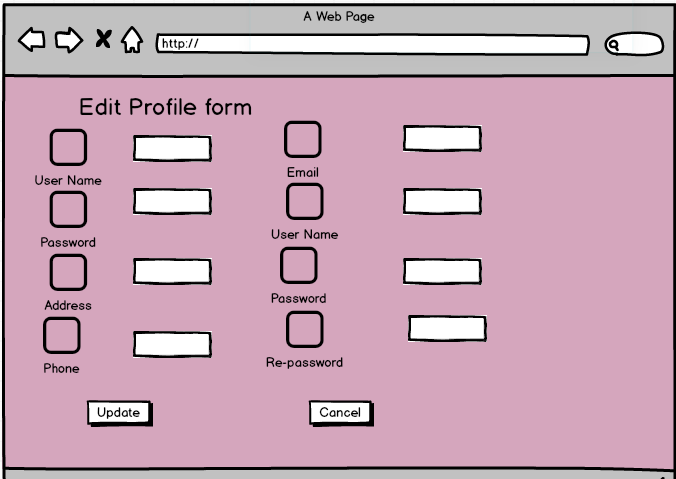 A Web Page
http://
Edit Profile form
User Name
Email
Password
User Name
Address
Password
Phone
Re-password
Update
Cancel